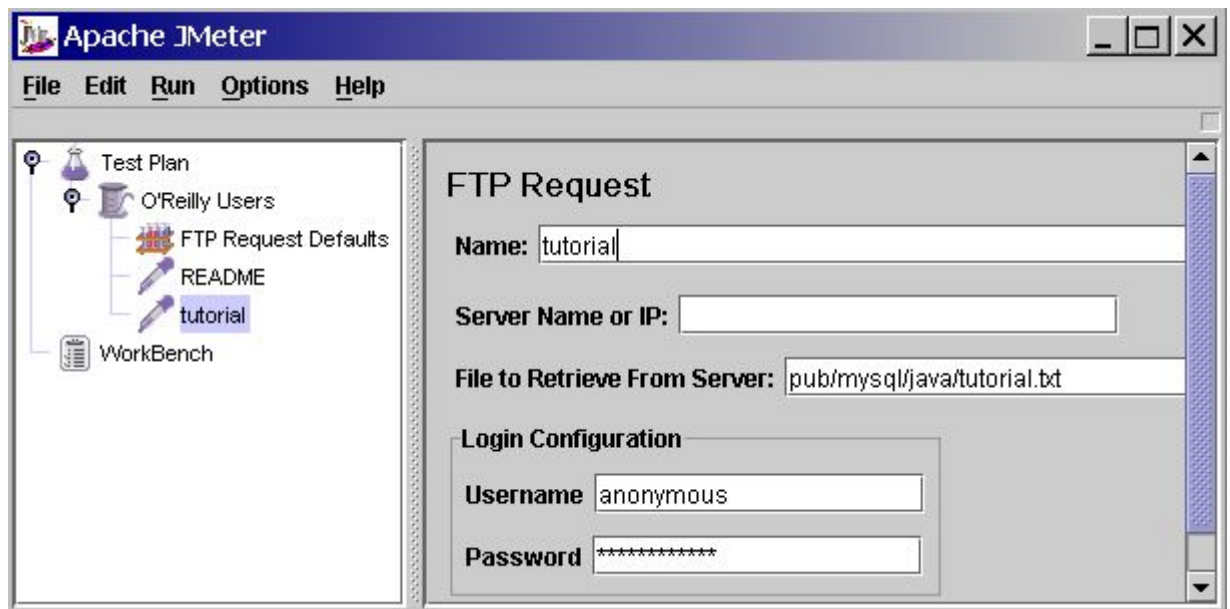 Apache JMeter
File Edit Run Options Help
Test Plan
O'Reilly Users
FTP Request Defaults
README
tutorial
WorkBench
FTP Request
Name: tutorial
Server Name or IP:
File to Retrieve From Server: pub/mysql/java/tutorial.txt
Login Configuration
Username anonymous
Password ************